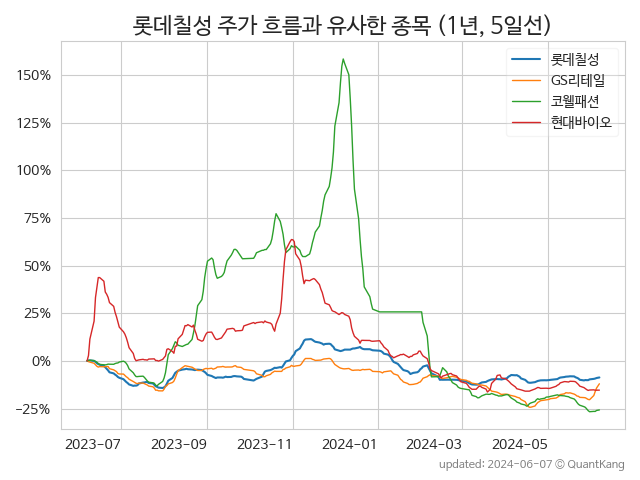 롯데칠성 주가 흐름과 유사한 종목 (1년, 5일선)
롯데칠성
GS리테일
코웰패션
현대바이오
150%
125%
100%
75%
50%
25%
0%
−25%
2023-07
2023-09
2023-11
2024-01
2024-03
2024-05
updated: 2024-06-07 © QuantKang